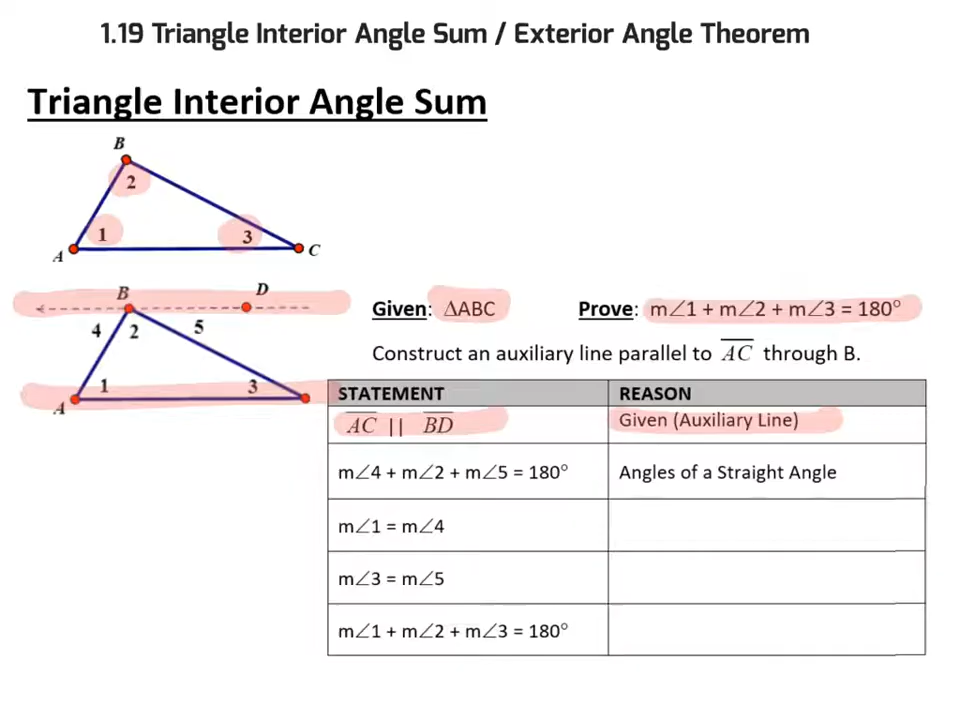 1.19 Triangle Interior Angle Sum / Exterior Angle Theorem
Triangle Interior Angle Sum
B
2
1
3
A
C
B
D
4
2
5
1
3
A
Given: ΔABC Prove: m∠1 + m∠2 + m∠3 = 180°
Construct an auxiliary line parallel to AC through B.
STATEMENT REASON
AC || BD Given (Auxiliary Line)
m∠4 + m∠2 + m∠5 = 180° Angles of a Straight Angle
m∠1 = m∠4
m∠3 = m∠5
m∠1 + m∠2 + m∠3 = 180°